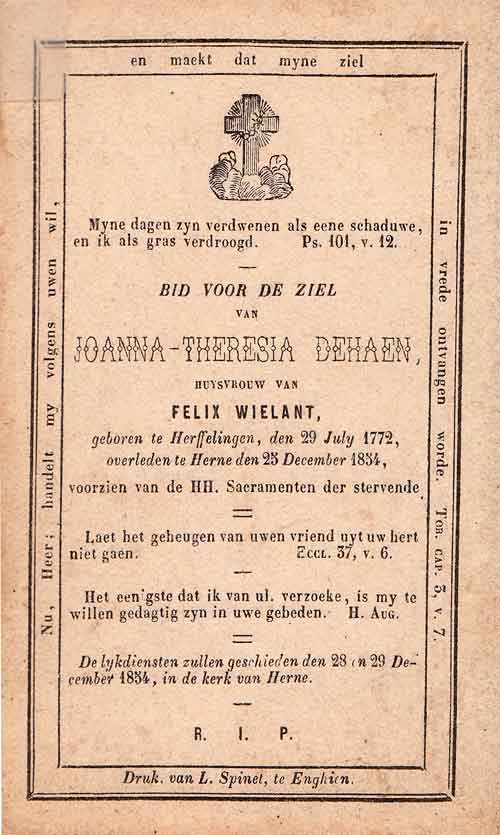 Nu, Heer; handelt my volgens uwen wil,
en maekt dat myne ziel
in vrede ontvangen worde. Tob. cap. 3, v. 7.
Myne dagen zyn verdwenen als eene schaduwe,
en ik als gras verdroogd. Ps. 101, v. 12.
BID VOOR DE ZIEL
VAN
JOANNA-THERESIA DEHAEN,
HUYSVROUW VAN
FELIX WIELANT,
geboren te Herffelingen, den 29 July 1772,
overleden te Herne den 25 December 1854,
voorzien van de HH. Sacramenten der stervende
Laet het geheugen van uwen vriend uyt uw hert
niet gaen. Eccl. 37, v. 6.
Het eenigste dat ik van ul. verzoeke, is my te
willen gedagtig zyn in uwe gebeden. H. Aug.
De lykdiensten zullen geschieden den 28 en 29 De-
cember 1854, in de kerk van Herne.
R. I. P.
Druk. van L. Spinet, te Enghien.